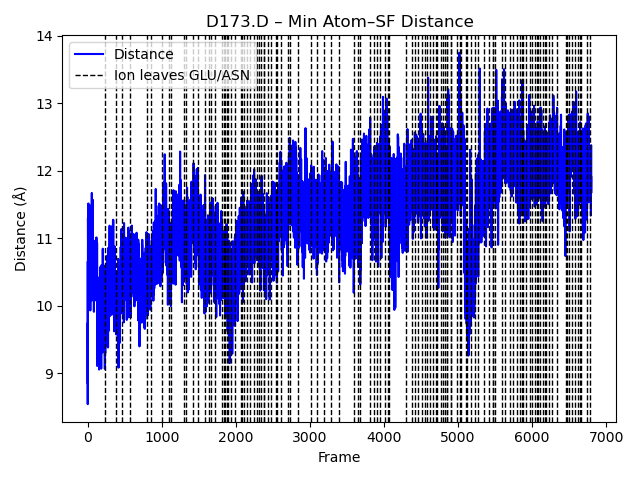 D173.D – Min Atom–SF Distance
Distance
Ion leaves GLU/ASN
Distance (Å)
14
13
12
11
10
9
0 1000 2000 3000 4000 5000 6000 7000
Frame